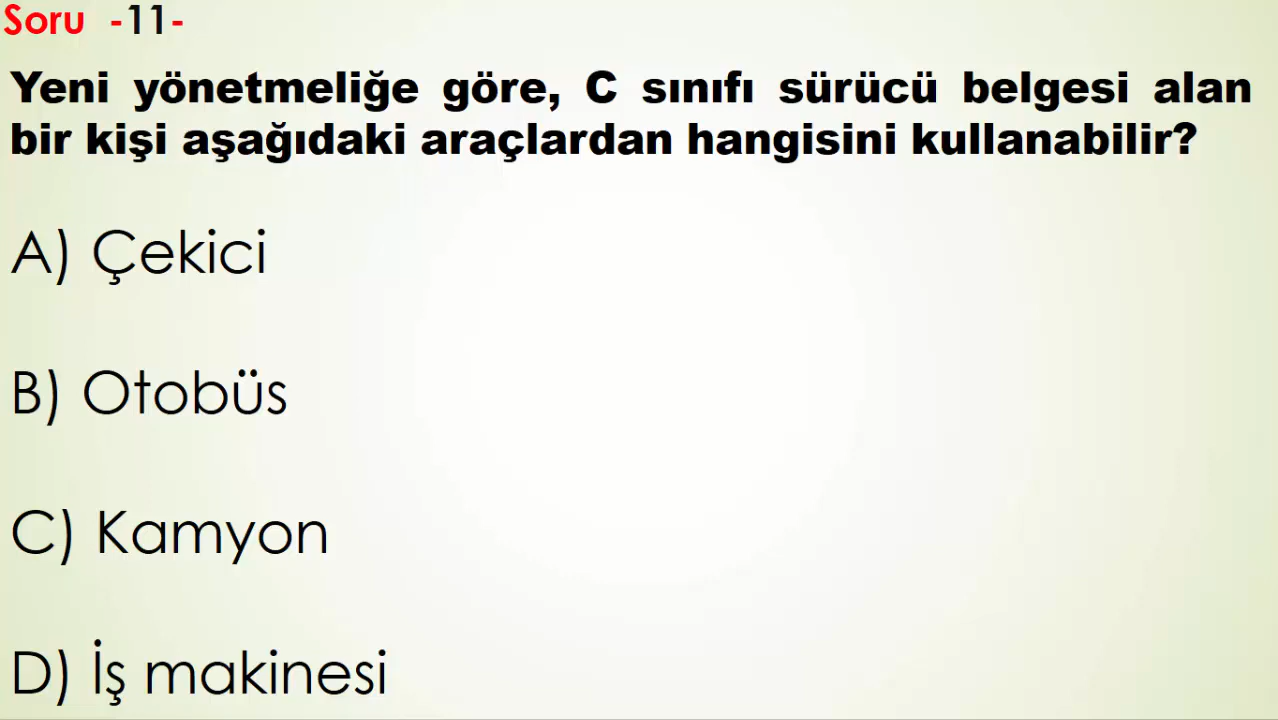 Soru -11-
Yeni yönetmeliğe göre, C sınıfı sürücü belgesi alan
bir kişi aşağıdaki araçlardan hangisini kullanabilir?
A) Çekici
B) Otobüs
C) Kamyon
D) İş makinesi